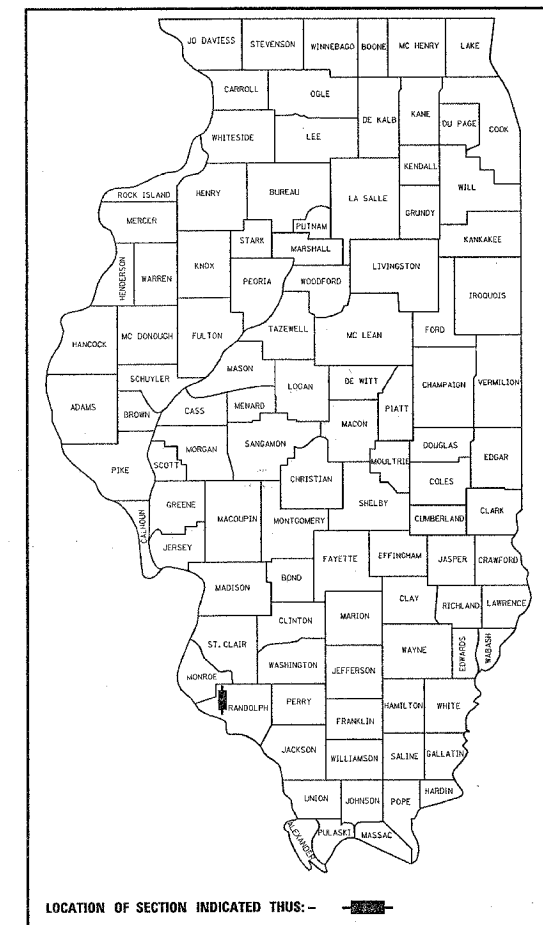 JO DAVIESS STEVENSON WINNEBAGO BOONE MC HENRY LAKE
CARROLL OGLE
DE KALB KANE DU PAGE COOK
WHITESIDE LEE
KENDALL WILL
ROCK ISLAND HENRY BUREAU LA SALLE GRUNDY
MERCER PUTNAM KANKAKEE
STARK MARSHALL
HENDERSON WARREN KNOX PEORIA WOODFORD LIVINGSTON IROQUOIS
HANCOCK MC DONOUGH FULTON TAZEWELL MC LEAN FORD
MASON
SCHUYLER LOGAN DE WITT CHAMPAIGN VERMILION
ADAMS BROWN CASS MENARD MACON PIATT
SANGAMON
MORGAN DOUGLAS
PIKE SCOTT CHRISTIAN MOULTRIE COLES EDGAR
CALHOUN GREENE MACOUPIN MONTGOMERY SHELBY CUMBERLAND CLARK
JERSEY
FAYETTE EFFINGHAM JASPER CRAWFORD
MADISON BOND CLAY
CLINTON MARION RICHLAND LAWRENCE
ST. CLAIR WAYNE EDWARDS WABASH
WASHINGTON JEFFERSON
MONROE
RANDOLPH PERRY HAMILTON WHITE
FRANKLIN
JACKSON WILLIAMSON SALINE GALLATIN
UNION JOHNSON POPE HARDIN
ALEXANDER PULASKI MASSAC
LOCATION OF SECTION INDICATED THUS: -